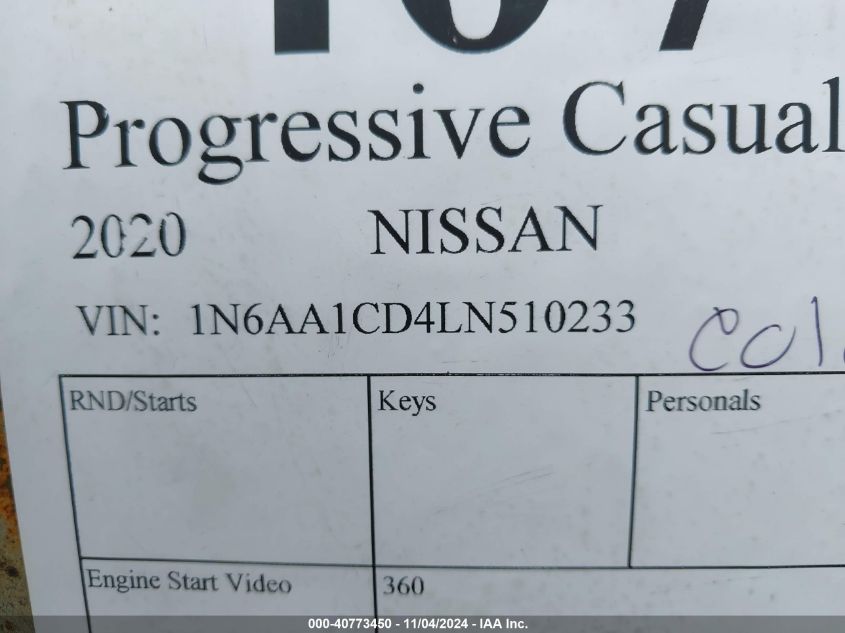 Progressive Casual
2020 NISSAN
VIN: 1N6AA1CD4LN510233
RND/Starts Keys Personals
Engine Start Video 360
000-40773450 - 11/04/2024 - IAA Inc.